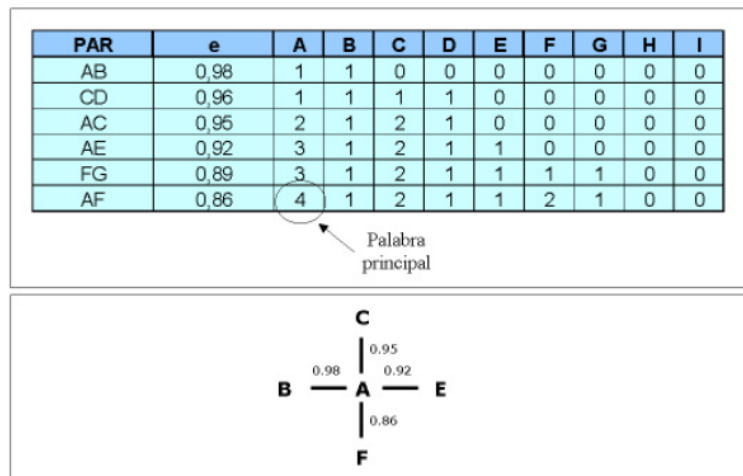 PAR e A B C D E F G H I
AB 0,98 1 1 0 0 0 0 0 0 0
CD 0,96 1 1 1 1 0 0 0 0 0
AC 0,95 2 1 2 1 0 0 0 0 0
AE 0,92 3 1 2 1 1 0 0 0 0
FG 0,89 3 1 2 1 1 1 1 0 0
AF 0,86 4 1 2 1 1 2 1 0 0
Palabra
principal
C
0.95
0.98 0.92
B A E
0.86
F